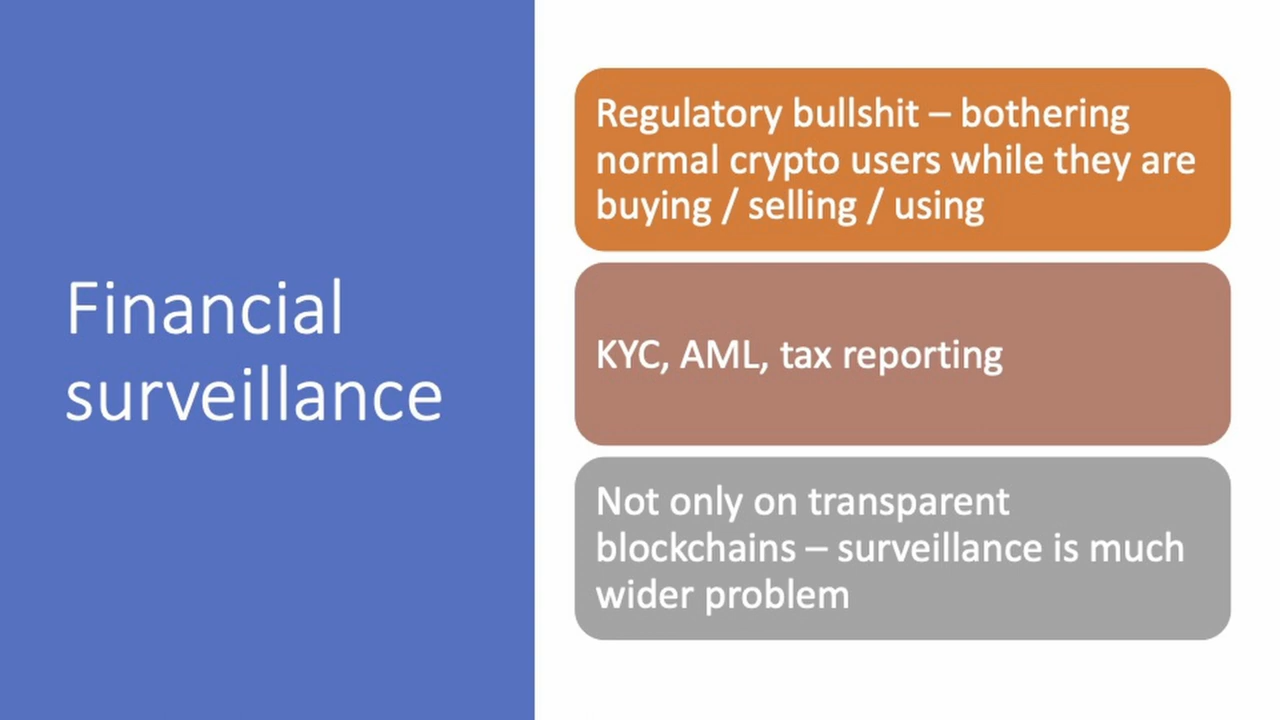 Financial
surveillance
Regulatory bullshit – bothering
normal crypto users while they are
buying / selling / using
KYC, AML, tax reporting
Not only on transparent
blockchains – surveillance is much
wider problem